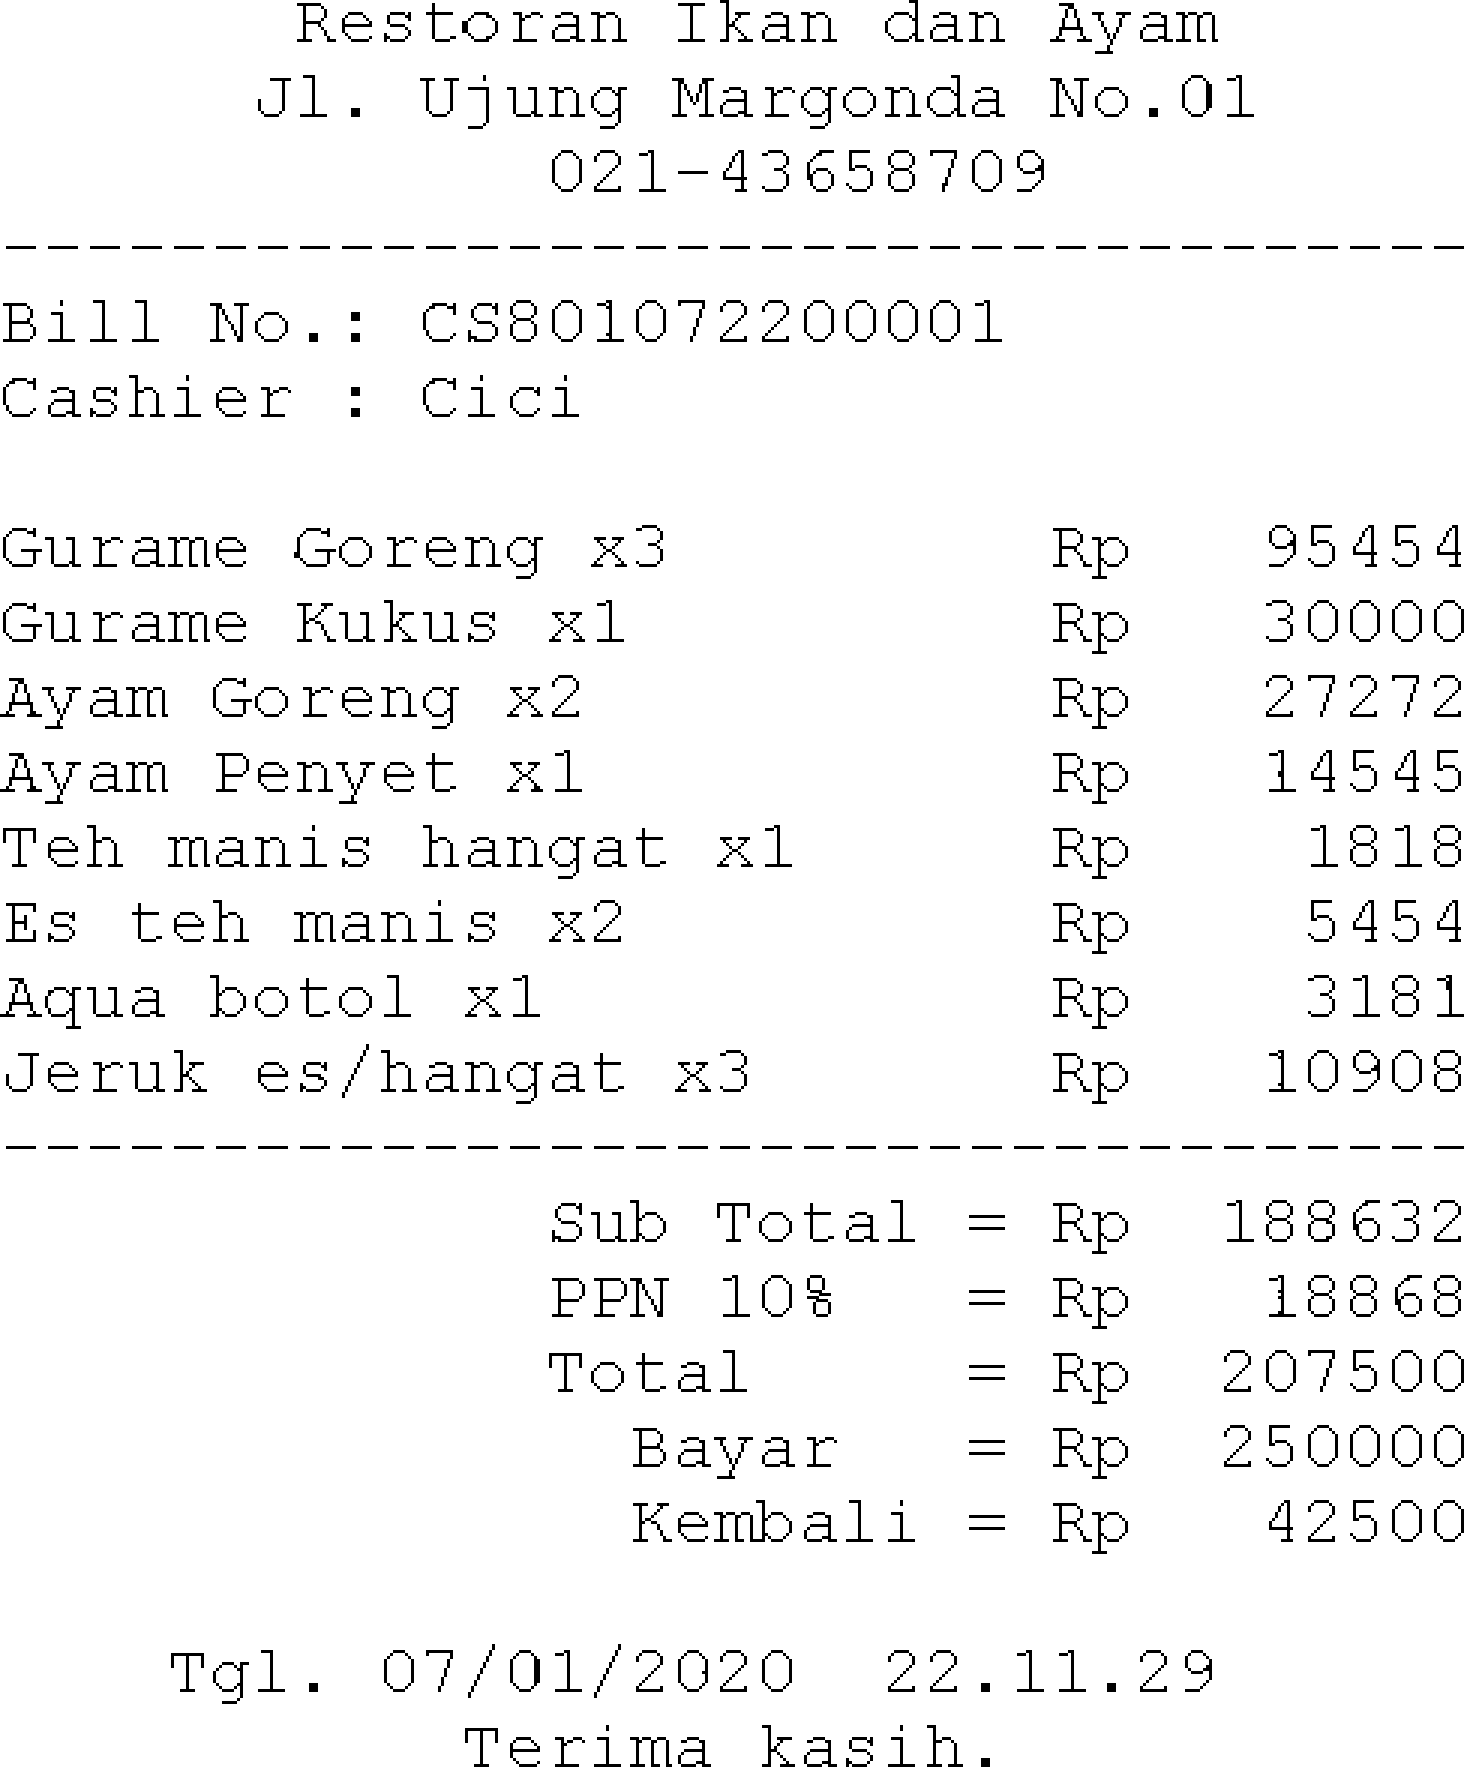 Restoran Ikan dan Ayam
Jl. Ujung Margonda No.01
021-43658709
-----------------------------------
Bill No.: CS801072200001
Cashier : Cici
Gurame Goreng x3 Rp 95454
Gurame Kukus x1 Rp 30000
Ayam Goreng x2 Rp 27272
Ayam Penyet x1 Rp 14545
Teh manis hangat x1 Rp 1818
Es teh manis x2 Rp 5454
Aqua botol x1 Rp 3181
Jeruk es/hangat x3 Rp 10908
-----------------------------------
Sub Total = Rp 188632
PPN 10% = Rp 18868
Total = Rp 207500
Bayar = Rp 250000
Kembali = Rp 42500
Tgl. 07/01/2020 22.11.29
Terima kasih.